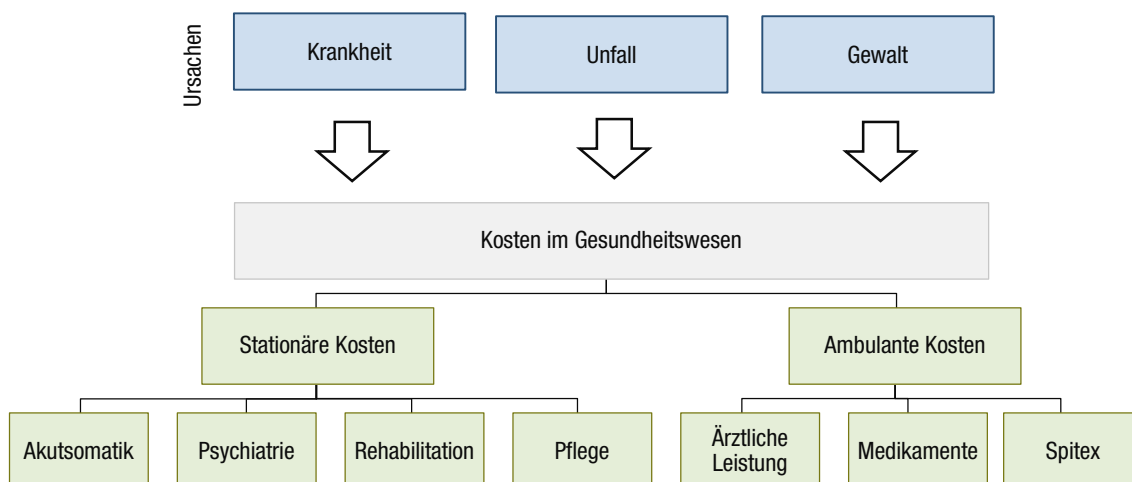 Ursachen
Krankheit
Unfall
Gewalt
Kosten im Gesundheitswesen
Stationäre Kosten
Ambulante Kosten
Akutsomatik
Psychiatrie
Rehabilitation
Pflege
Ärztliche
Leistung
Medikamente
Spitex